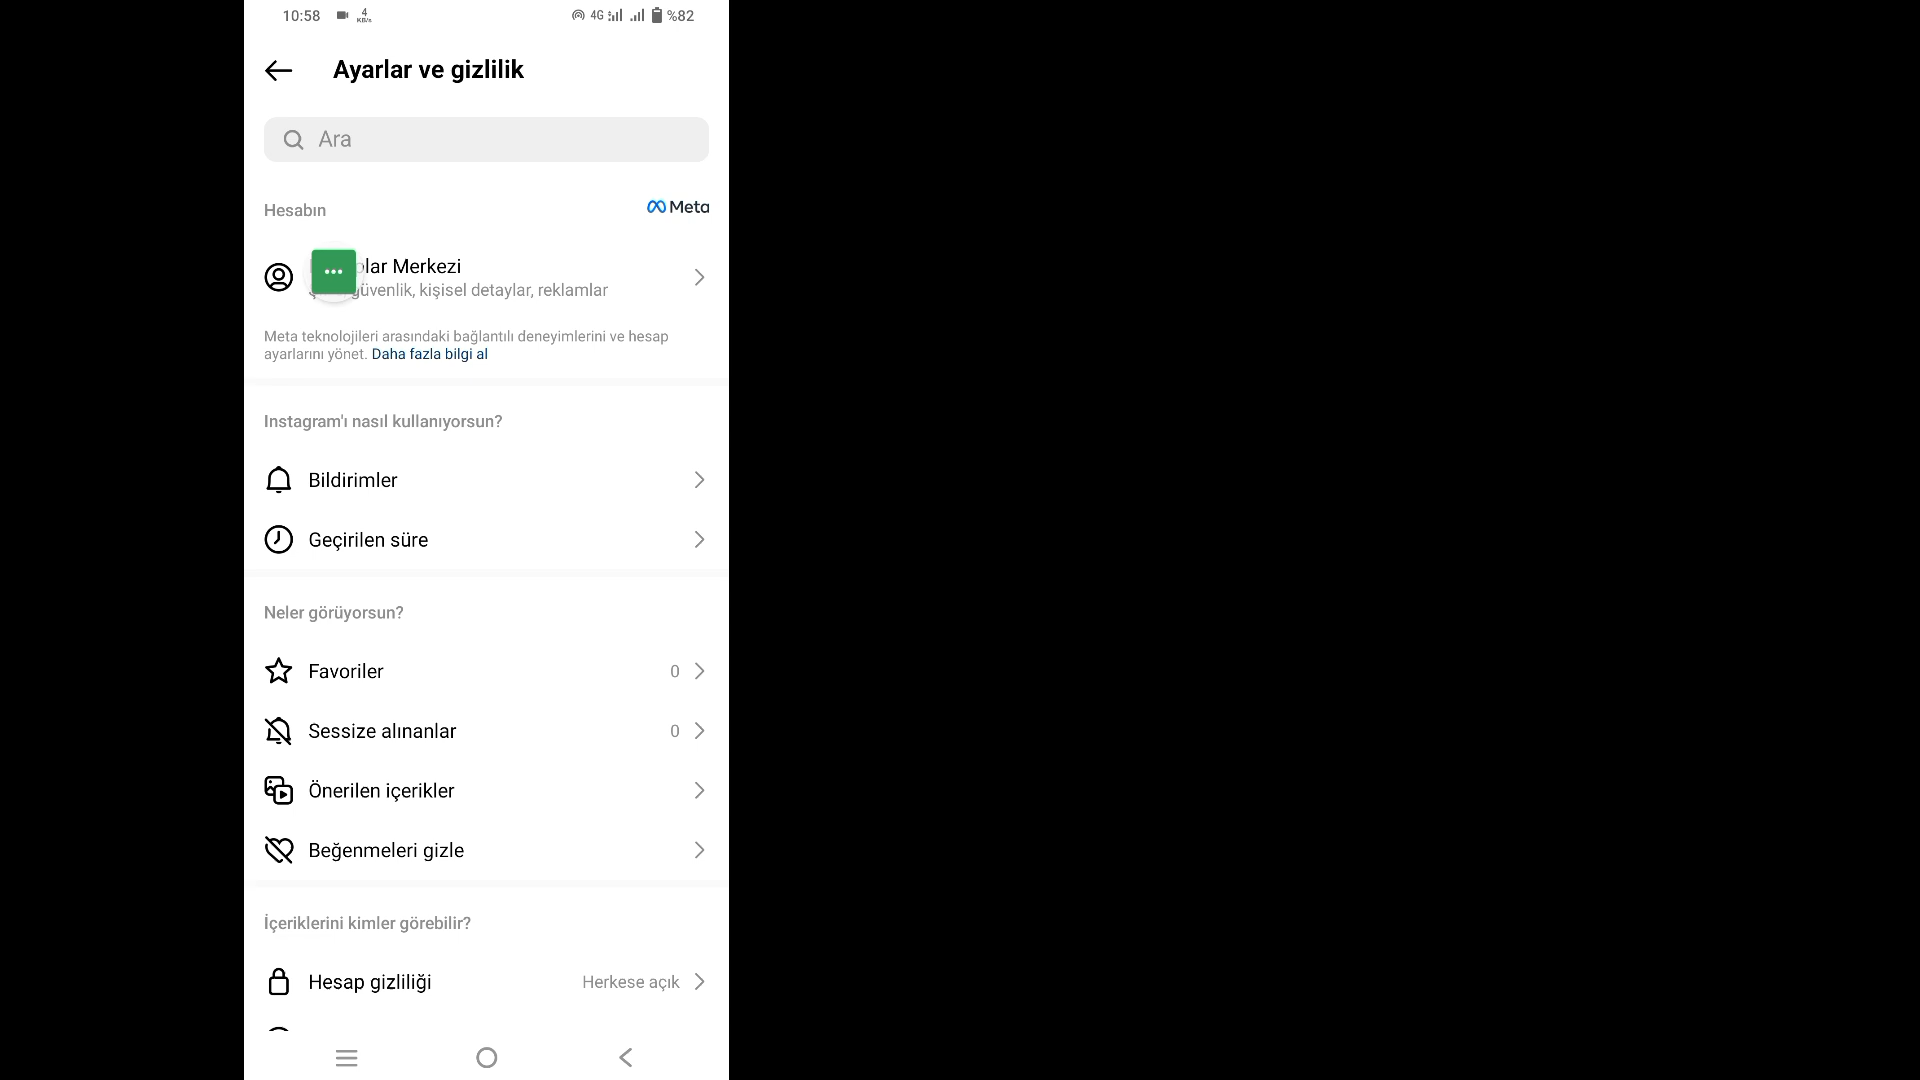 10:58 4 KB/s 4G %82
Ayarlar ve gizlilik
Ara
Hesabın
Meta
Merkezi
güvenlik, kişisel detaylar, reklamlar
Meta teknolojileri arasındaki bağlantılı deneyimlerini ve hesap
ayarlarını yönet. Daha fazla bilgi al
Instagram'ı nasıl kullanıyorsun?
Bildirimler
Geçirilen süre
Neler görüyorsun?
Favoriler 0
Sessize alınanlar 0
Önerilen içerikler
Beğenmeleri gizle
İçeriklerini kimler görebilir?
Hesap gizliliği Herkese açık